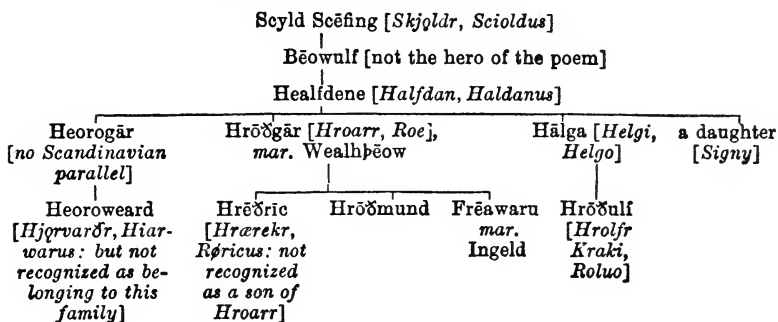 Scyld Scēfing [Skjǫldr, Scioldus]
Bēowulf [not the hero of the poem]
Healfdene [Halfdan, Haldanus]
Heorogār
[no Scandinavian
parallel]
Hrōðgār [Hroarr, Roe],
mar. Wealhþēow
Hālga [Helgi,
Helgo]
a daughter
[Signy]
Heoroweard
[Hjǫrvarðr, Hiar-
warus: but not
recognized as be-
longing to this
family]
Hrēðrīc
[Hrærekr,
Røricus: not
recognized
as a son of
Hroarr]
Hrōðmund
Frēawaru
mar.
Ingeld
Hrōðulf
[Hrolfr
Kraki,
Roluo]